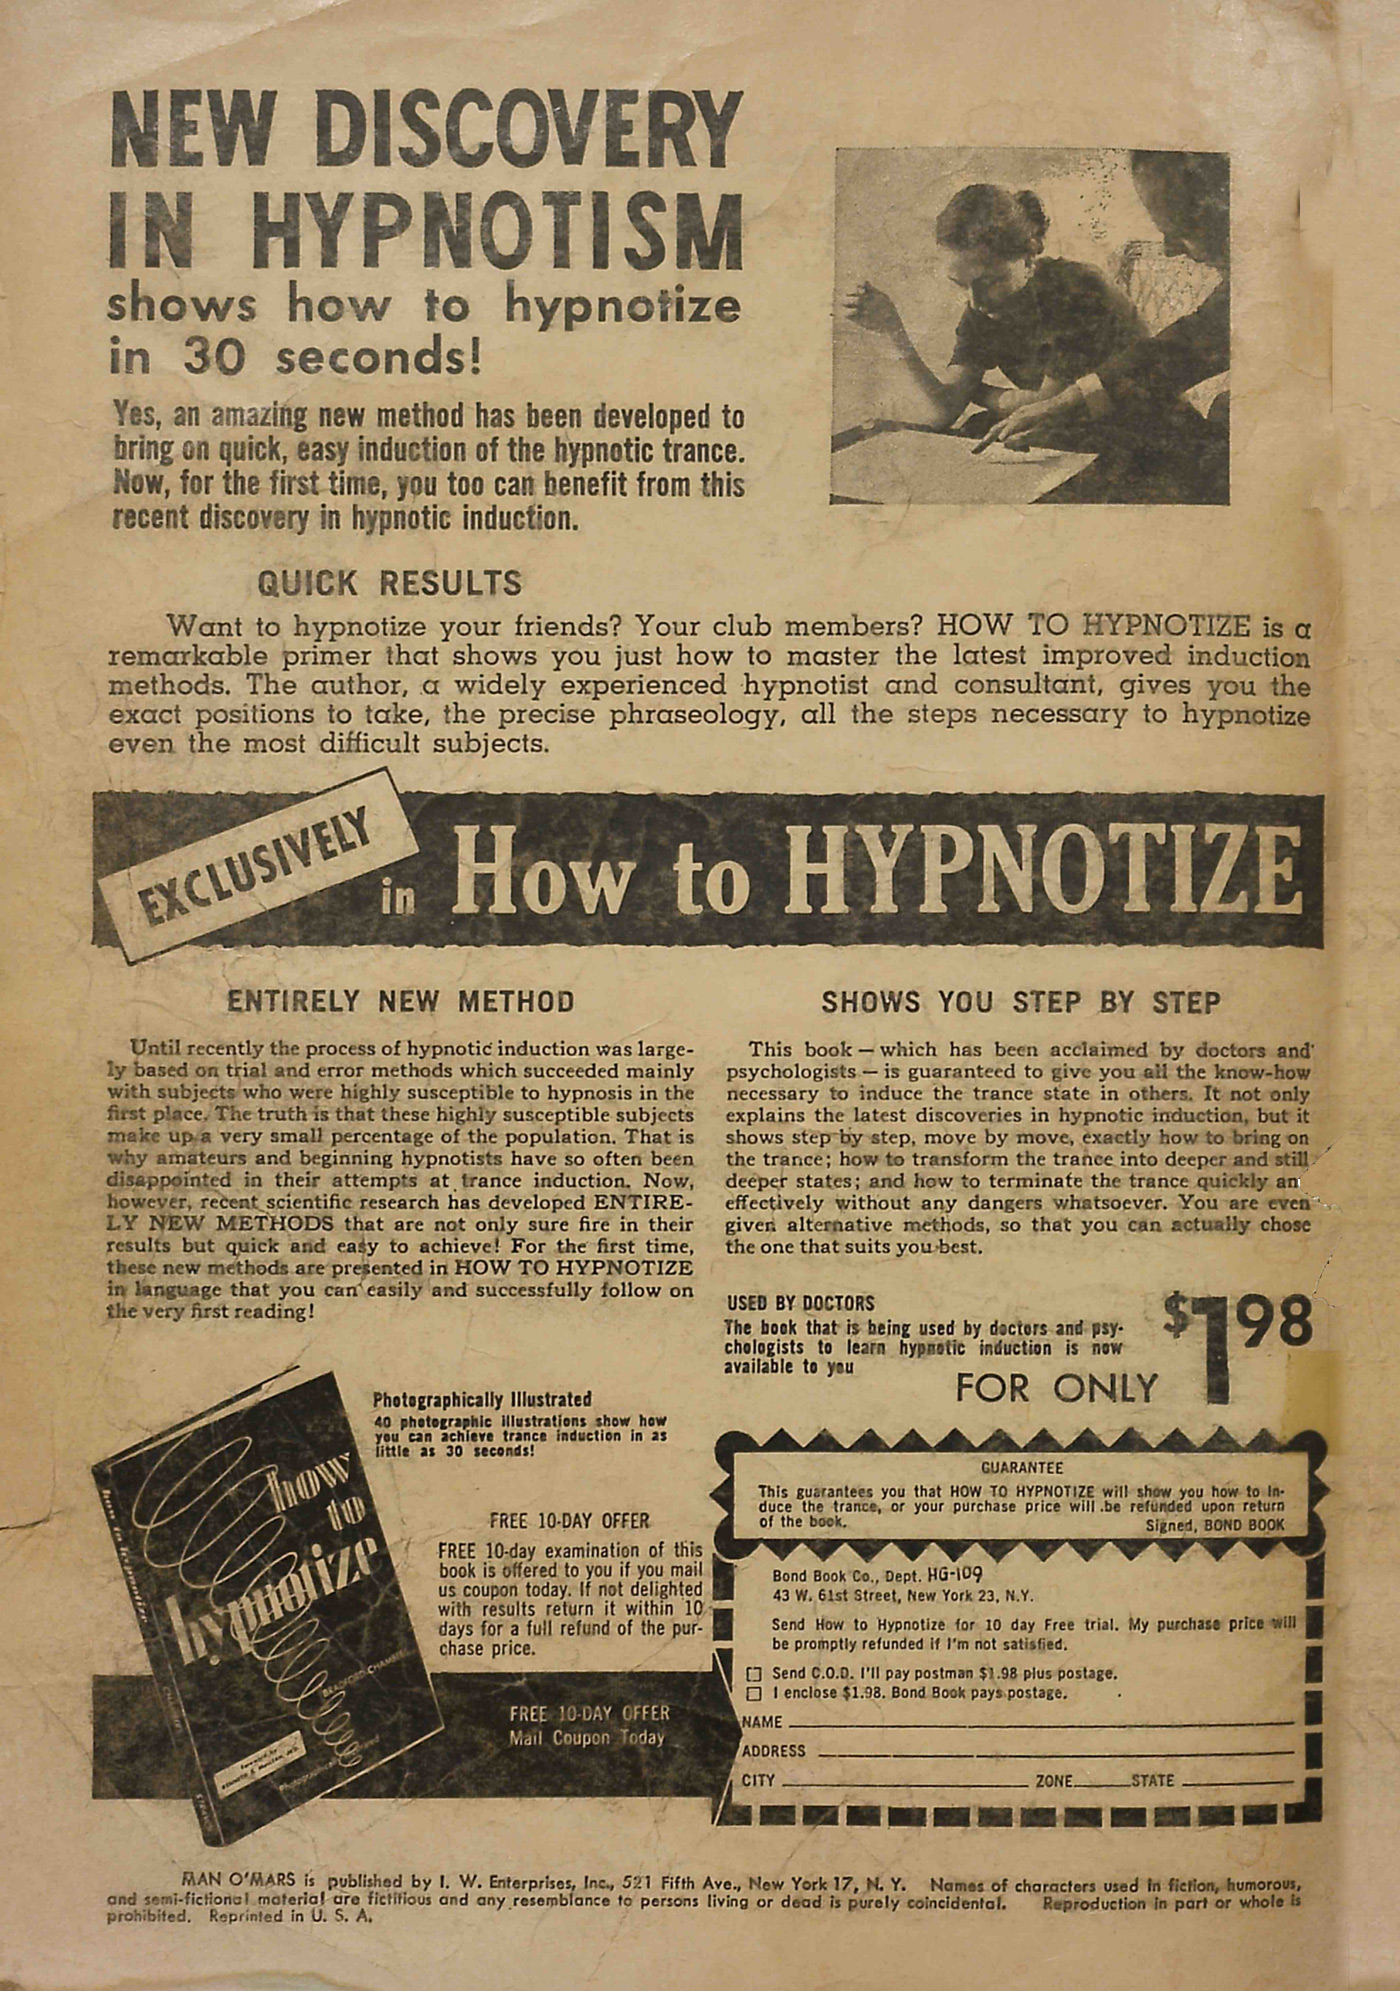 NEW DISCOVERY
IN HYPNOTISM
shows how to hypnotize
in 30 seconds!
Yes, an amazing new method has been developed to
bring on quick, easy induction of the hypnotic trance.
Now, for the first time, you too can benefit from this
recent discovery in hypnotic induction.
QUICK RESULTS
Want to hypnotize your friends? Your club members? HOW TO HYPNOTIZE is a
remarkable primer that shows you just how to master the latest improved induction
methods. The author, a widely experienced hypnotist and consultant, gives you the
exact positions to take, the precise phraseology, all the steps necessary to hypnotize
even the most difficult subjects.
EXCLUSIVELY
in How to HYPNOTIZE
ENTIRELY NEW METHOD
Until recently the process of hypnotic induction was large-
ly based on trial and error methods which succeeded mainly
with subjects who were highly susceptible to hypnosis in the
first place. The truth is that these highly susceptible subjects
make up a very small percentage of the population. That is
why amateurs and beginning hypnotists have so often been
disappointed in their attempts at trance induction. Now,
however, recent scientific research has developed ENTIRE-
LY NEW METHODS that are not only sure fire in their
results but quick and easy to achieve! For the first time,
these new methods are presented in HOW TO HYPNOTIZE
in language that you can easily and successfully follow on
the very first reading!
SHOWS YOU STEP BY STEP
This book — which has been acclaimed by doctors and
psychologists — is guaranteed to give you all the know-how
necessary to induce the trance state in others. It not only
explains the latest discoveries in hypnotic induction, but it
shows step by step, move by move, exactly how to bring on
the trance; how to transform the trance into deeper and still
deeper states; and how to terminate the trance quickly an
effectively without any dangers whatsoever. You are even
given alternative methods, so that you can actually chose
the one that suits you best.
USED BY DOCTORS
The book that is being used by doctors and psy-
chologists to learn hypnotic induction is now
available to you
FOR ONLY $1 98
Photographically Illustrated
40 photographic illustrations show how
you can achieve trance induction in as
little as 30 seconds!
how
to
hypnotize
how to hypnotize
BRADFORD CHAMBERS
Foreword by
FREE 10-DAY OFFER
FREE 10-day examination of this
book is offered to you if you mail
us coupon today. If not delighted
with results return it within 10
days for a full refund of the pur-
chase price.
FREE 10-DAY OFFER
Mail Coupon Today
GUARANTEE
This guarantees you that HOW TO HYPNOTIZE will show you how to in-
duce the trance, or your purchase price will be refunded upon return
of the book.
Signed, BOND BOOK
Bond Book Co., Dept. HG-109
43 W. 61st Street, New York 23, N.Y.
Send How to Hypnotize for 10 day Free trial. My purchase price will
be promptly refunded if I'm not satisfied.
Send C.O.D. I'll pay postman $1.98 plus postage.
I enclose $1.98. Bond Book pays postage.
NAME
ADDRESS
CITY ZONE STATE
MAN O'MARS is published by I. W. Enterprises, Inc., 521 Fifth Ave., New York 17, N. Y. Names of characters used in fiction, humorous,
and semi-fictional material are fictitious and any resemblance to persons living or dead is purely coincidental. Reproduction in part or whole is
prohibited. Reprinted in U. S. A.